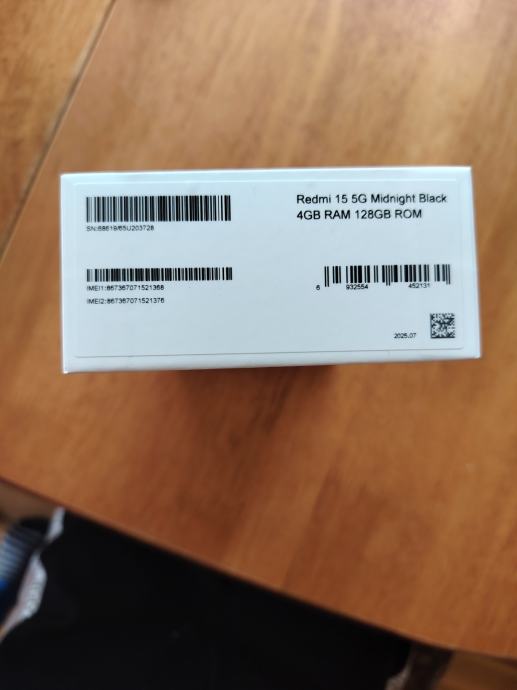 Redmi 15 5G Midnight Black
4GB RAM 128GB ROM
SN:68619/65U203728
IMEI1:867367071521368
IMEI2:867367071521376
6 932554 452131
2025.07